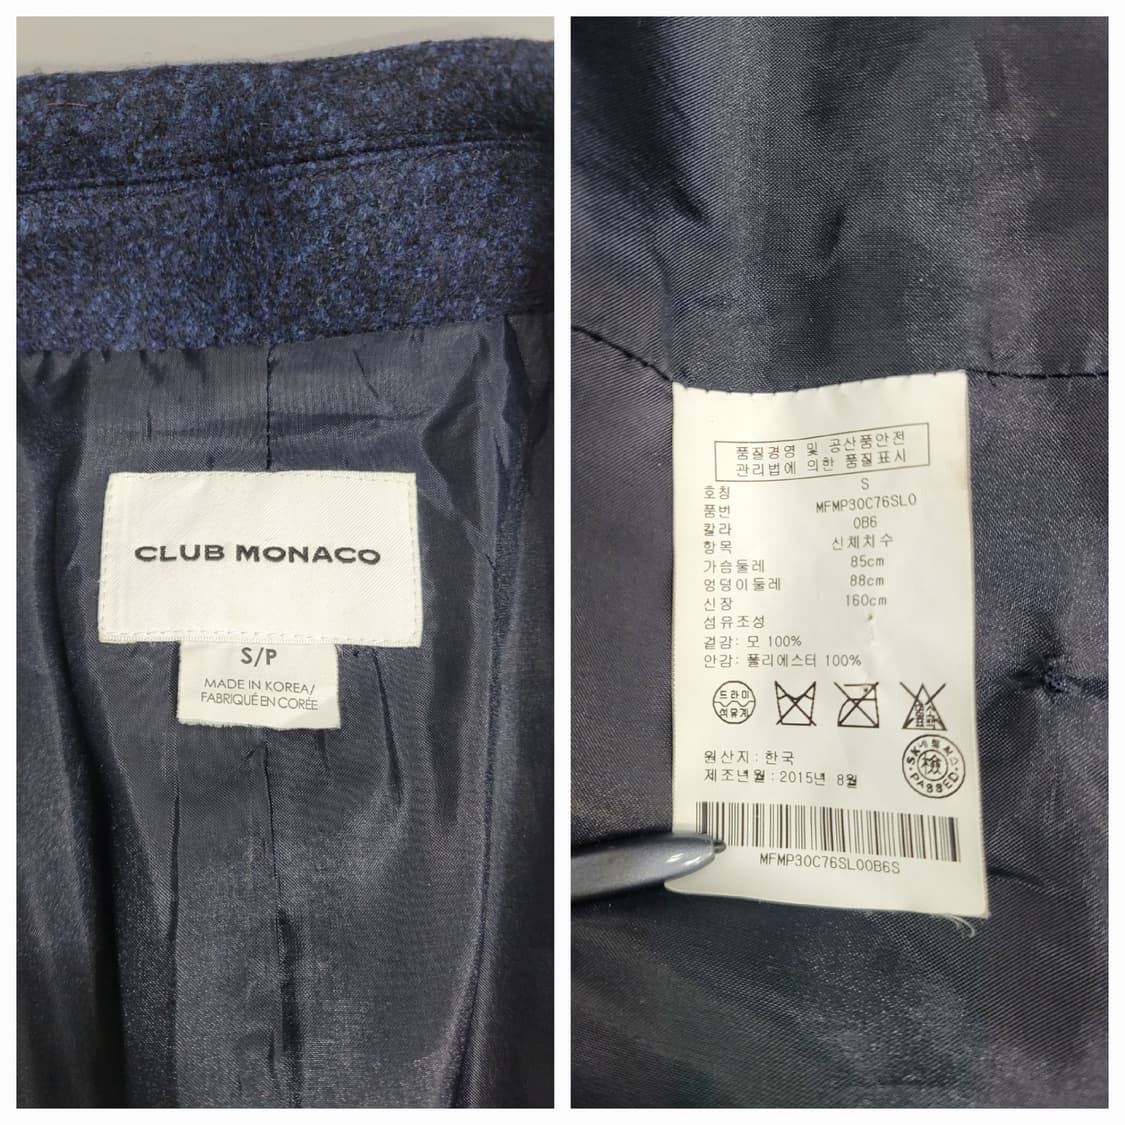 CLUB MONACO
S/P
MADE IN KOREA/
FABRIQUÉ EN CORÉE
품질경영 및 공산품안전
관리법에 의한 품질표시
호칭 S
품번 MFMP30C76SLO
칼라 0B6
항목 신체치수
가슴둘레 85cm
엉덩이둘레 88cm
신장 160cm
섬유조성
겉감: 모 100%
안감: 폴리에스터 100%
드라이
석유계
원산지 : 한국
제조년월 : 2015년 8월
檢
PASSED
MFMP30C76SL00B6S